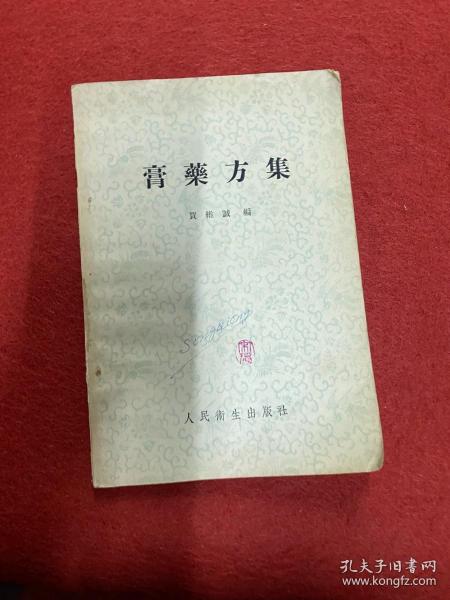 膏藥方集
賈維誠 編
人民衛生出版社
孔夫子旧书网
www.kongfz.com